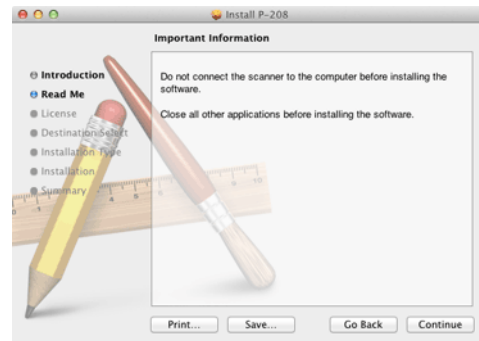 Install P-208
Important Information
Introduction
Read Me
License
Destination Select
Installation Type
Installation
Summary
Do not connect the scanner to the computer before installing the
software.
Close all other applications before installing the software.
Print...
Save...
Go Back
Continue